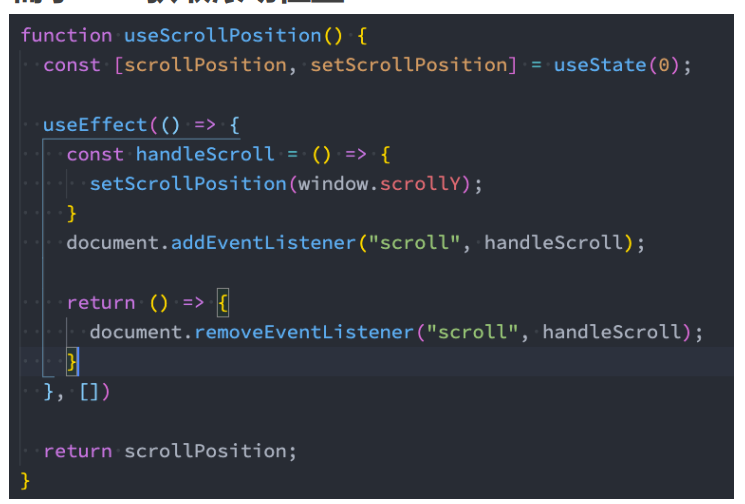 function useScrollPosition() {
const [scrollPosition, setScrollPosition] = useState(0);
useEffect(() => {
const handleScroll = () => {
setScrollPosition(window.scrollY);
}
document.addEventListener("scroll", handleScroll);
return () => {
document.removeEventListener("scroll", handleScroll);
}
}, [])
return scrollPosition;
}